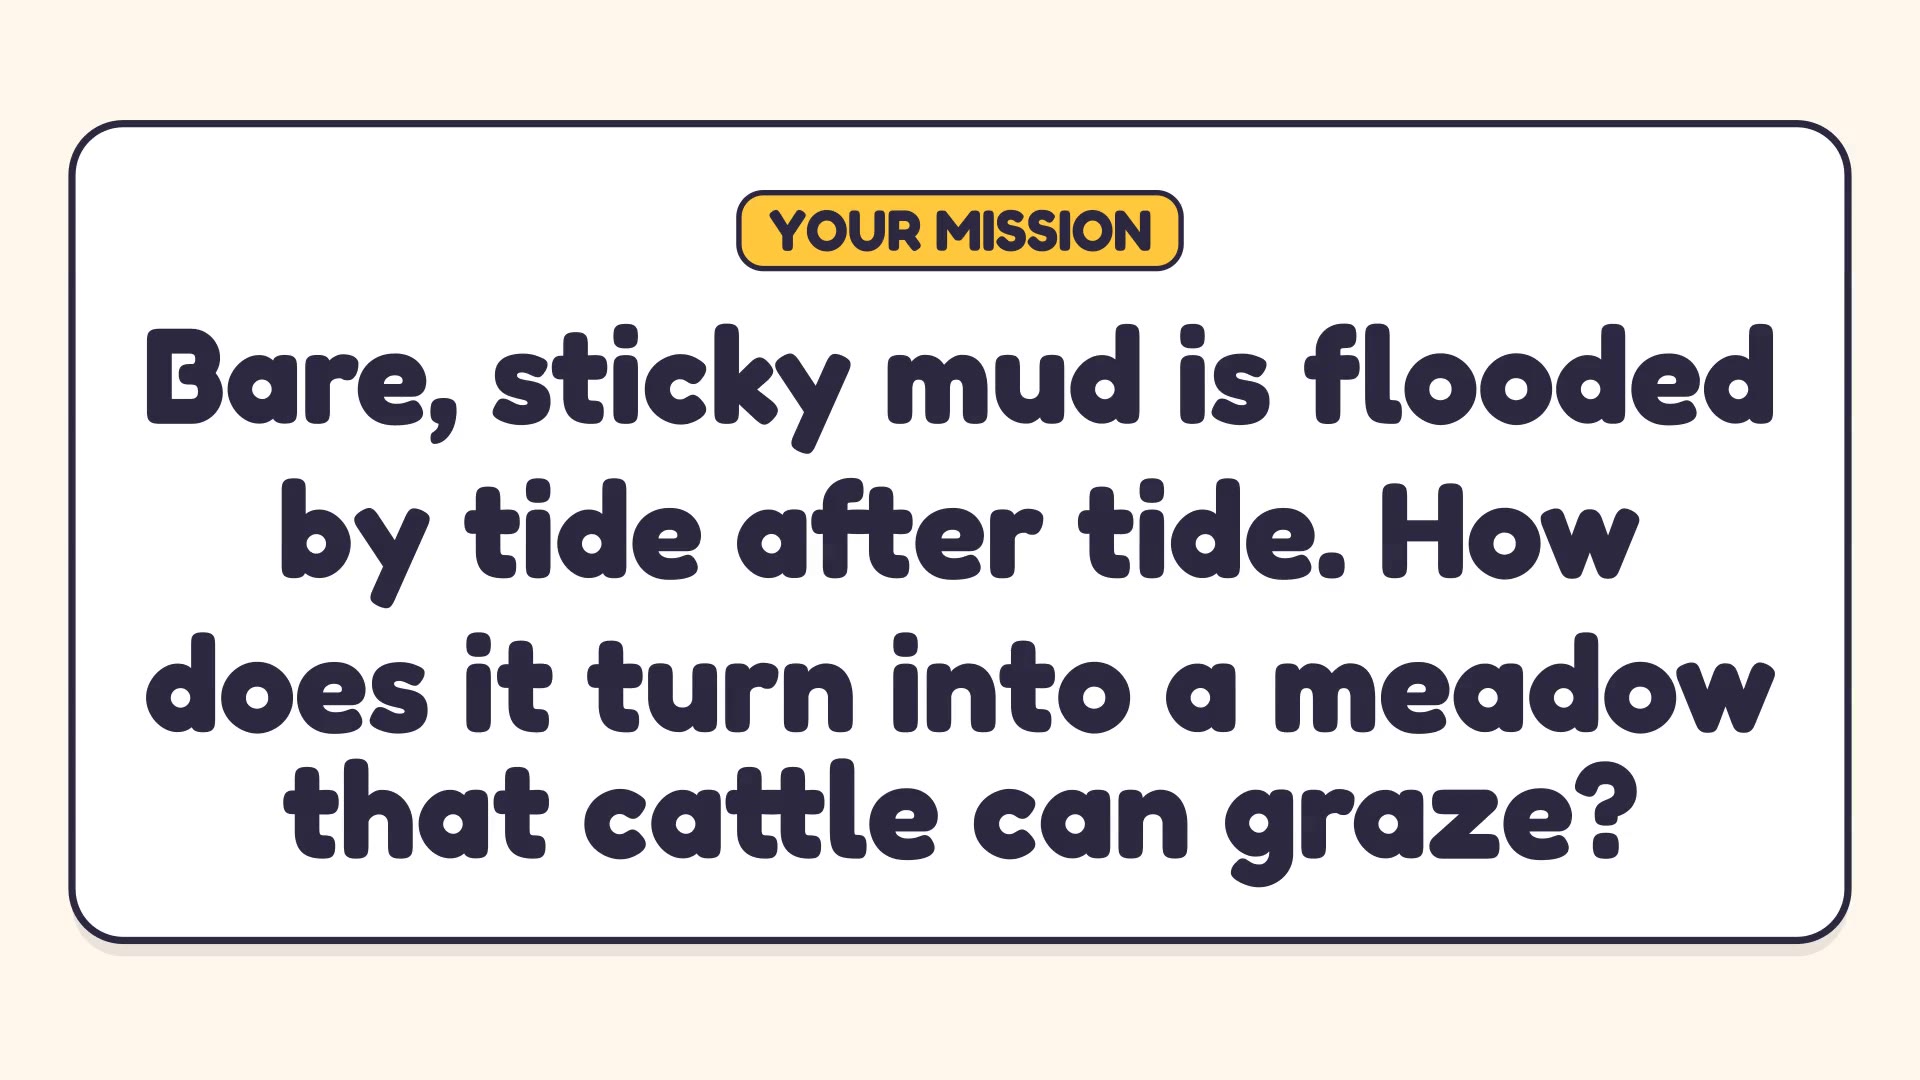 YOUR MISSION
Bare, sticky mud is flooded
by tide after tide. How
does it turn into a meadow
that cattle can graze?